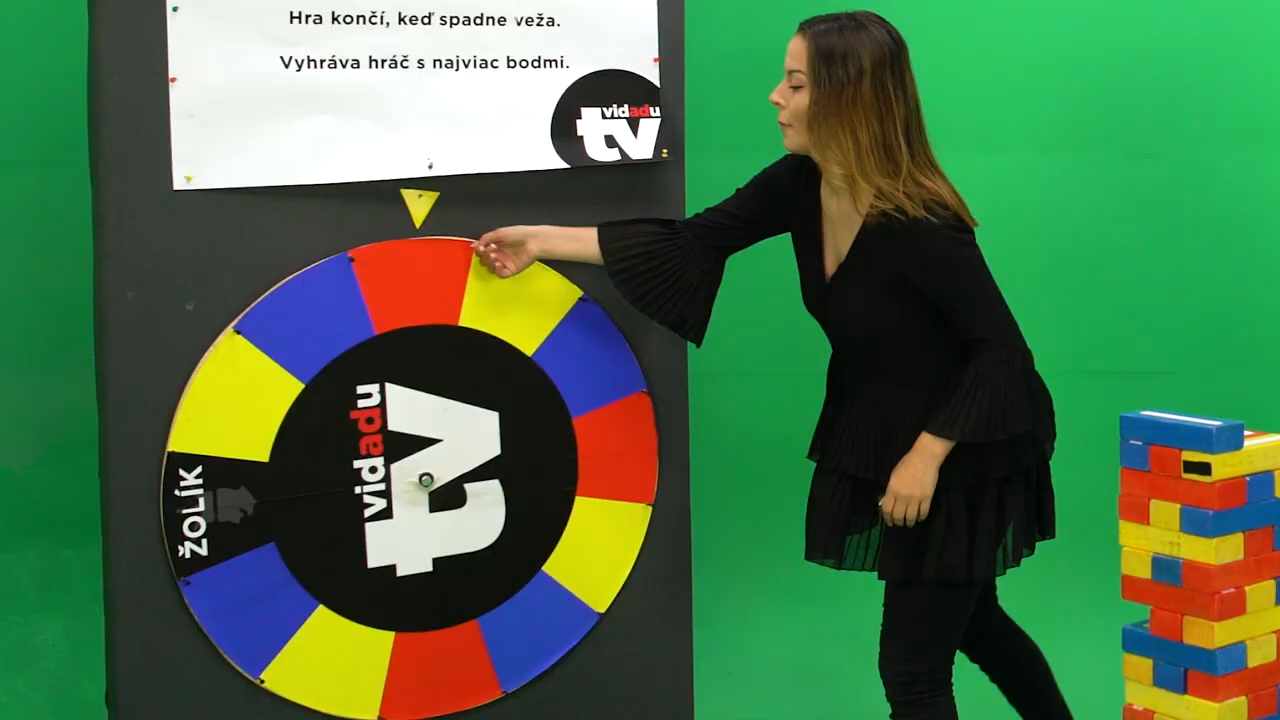 Hra končí, keď spadne veža.
Vyhráva hráč s najviac bodmi.
vidadu
tv
vidadu
tv
ŽOLÍK